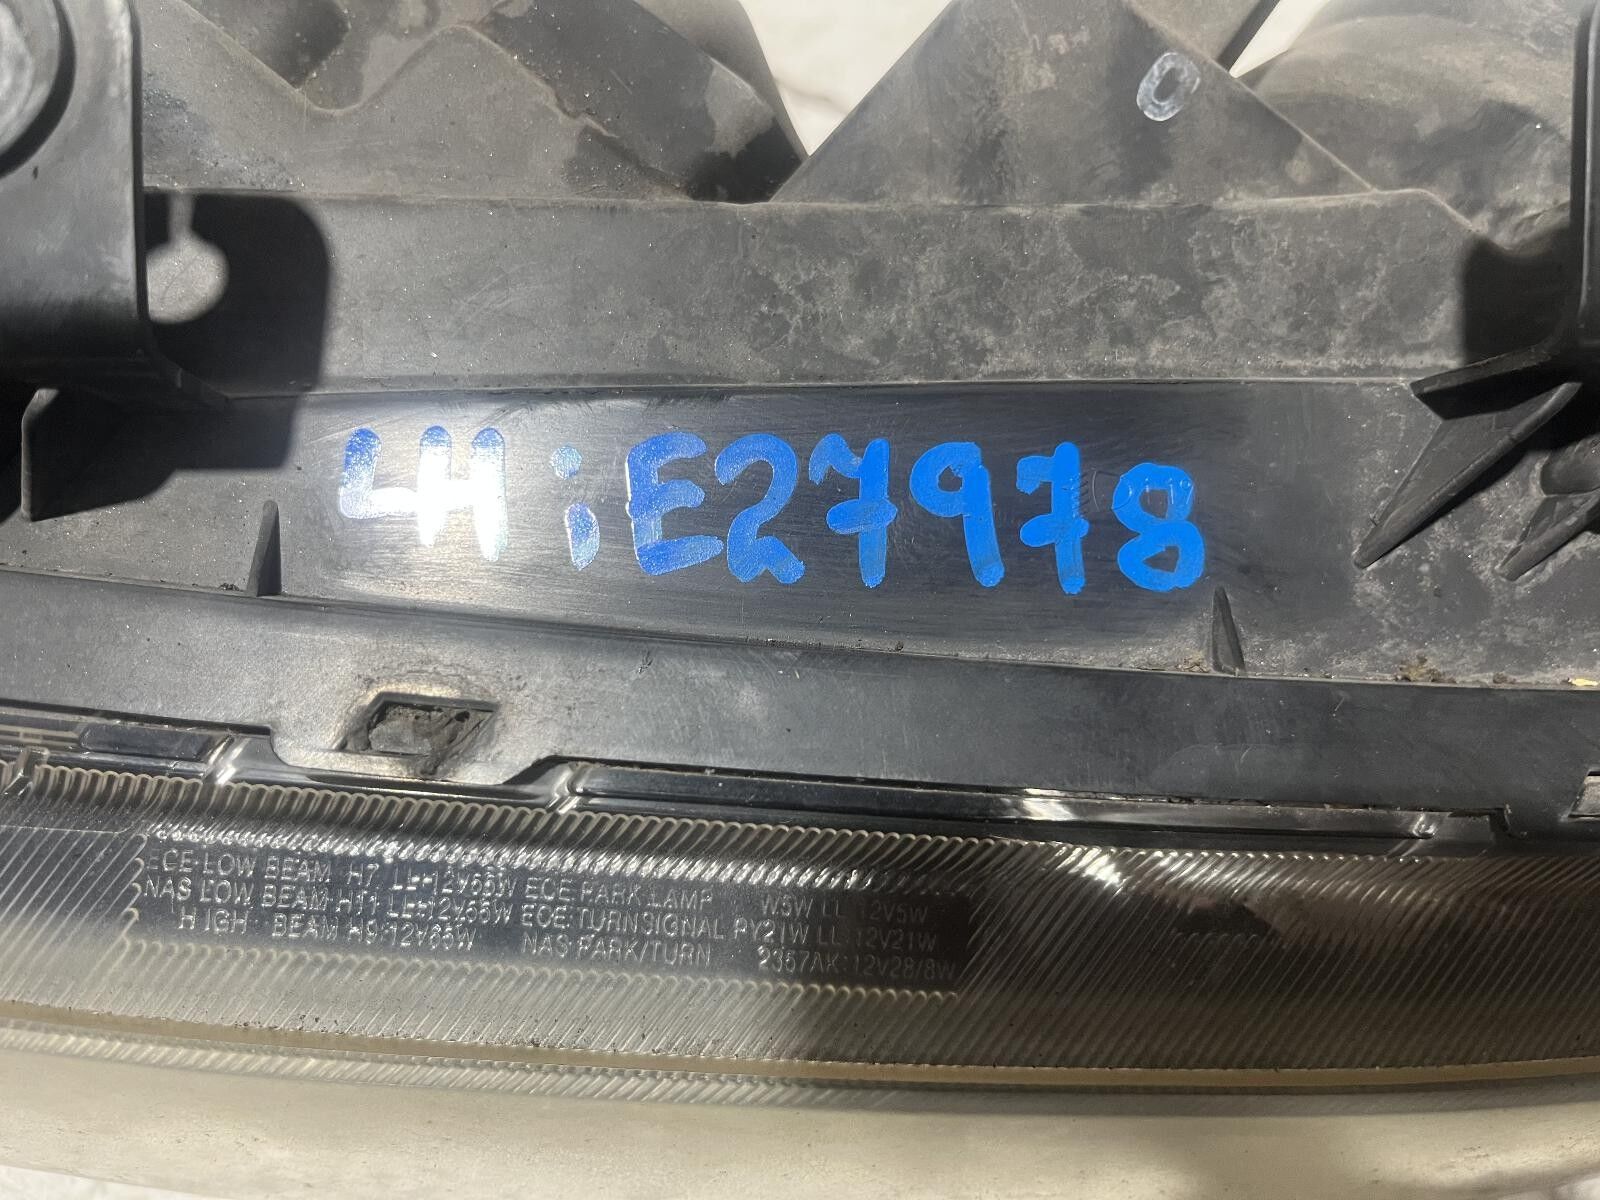 O
LH ; E27978
ECE LOW BEAM H7 LL:12V55W ECE PARK LAMP W5W LL:12V5W
NAS LOW BEAM H11 LL:12V55W ECE:TURNSIGNAL PY21W LL:12V21W
HIGH BEAM H9:12V65W NAS:PARK/TURN 2357AK:12V28/8W